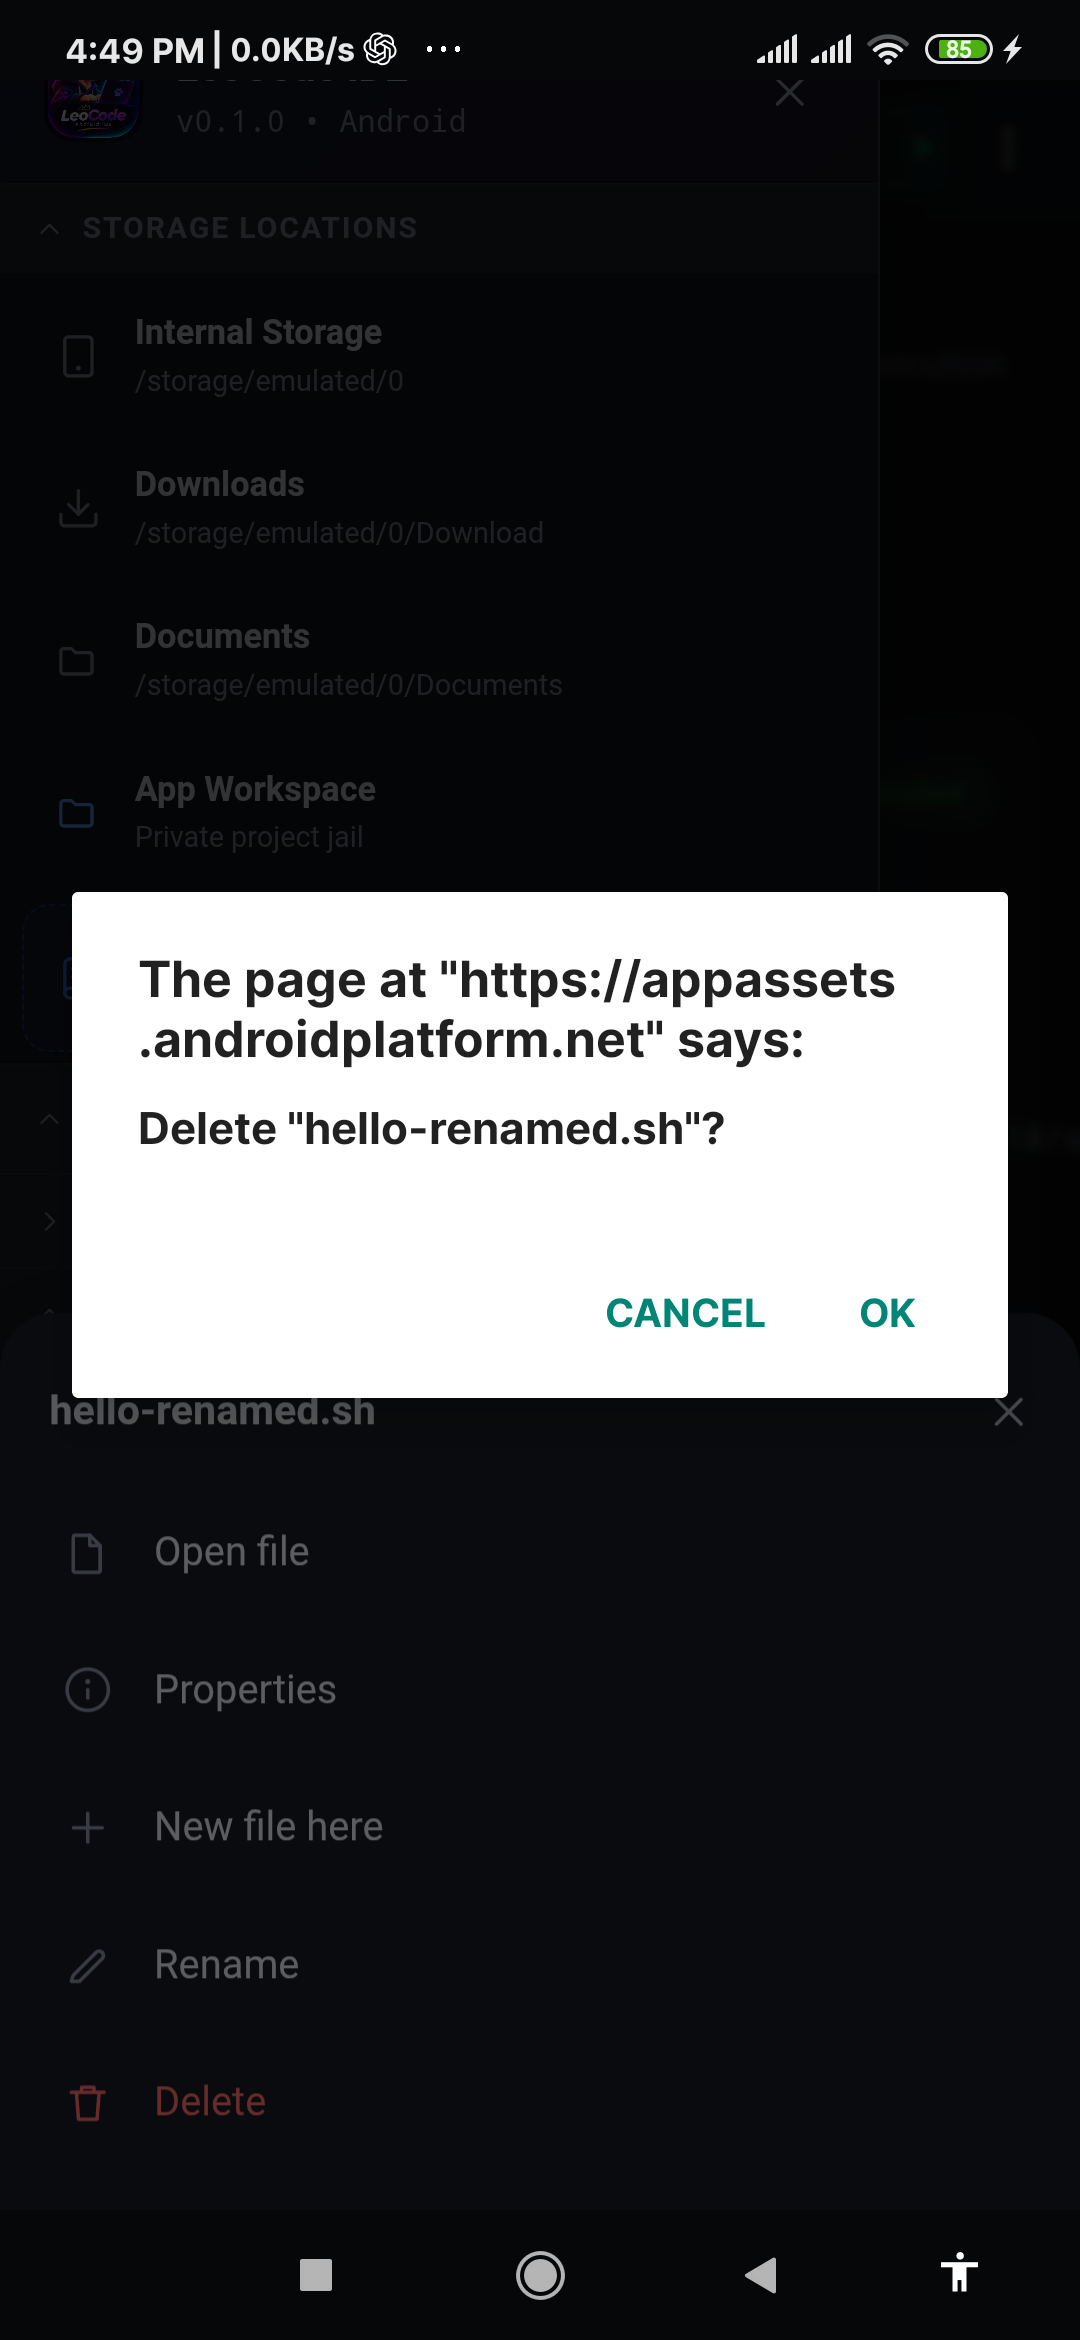 4:49 PM | 0.0KB/s ...
85
LeoCode
v0.1.0 • Android
STORAGE LOCATIONS
Internal Storage
/storage/emulated/0
Downloads
/storage/emulated/0/Download
Documents
/storage/emulated/0/Documents
App Workspace
Private project jail
The page at "https://appassets
.androidplatform.net" says:
Delete "hello-renamed.sh"?
CANCEL OK
hello-renamed.sh
Open file
Properties
New file here
Rename
Delete